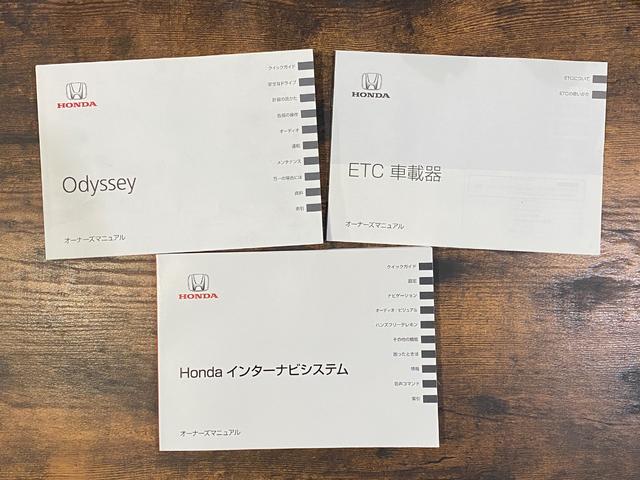 HONDA
Odyssey
オーナーズマニュアル
クイックガイド
安全なドライブ
計器の見かた
各部の操作
オーディオ
運転
メンテナンス
万一の場合には
資料
索引
HONDA
ETC 車載器
オーナーズマニュアル
ETCについて
ETCの使いかた
HONDA
Honda インターナビシステム
オーナーズマニュアル
クイックガイド
設定
ナビゲーション
オーディオ/ビジュアル
ハンズフリーテレホン
その他の機能
困ったときは
情報
音声コマンド
索引